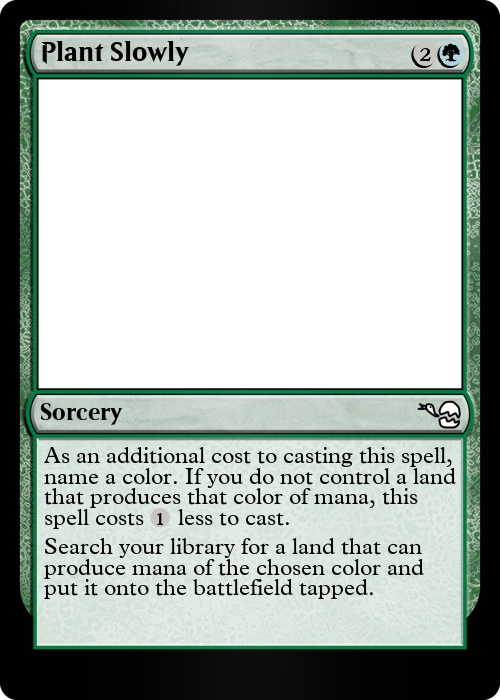 Plant Slowly 2
Sorcery
As an additional cost to casting this spell,
name a color. If you do not control a land
that produces that color of mana, this
spell costs 1 less to cast.
Search your library for a land that can
produce mana of the chosen color and
put it onto the battlefield tapped.